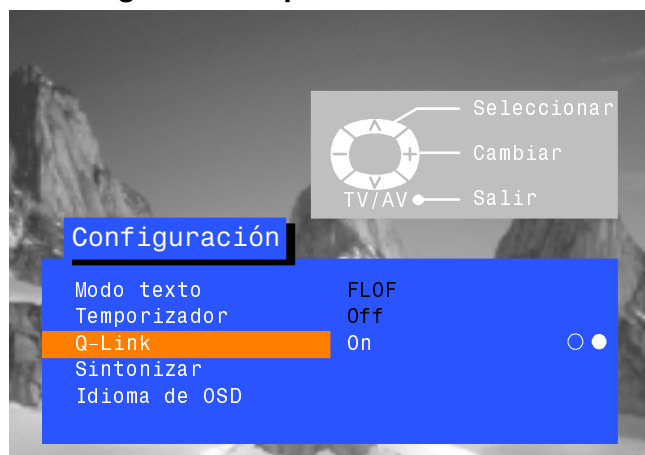 Seleccionar
Cambiar
TV/AV Salir
Configuración
Modo texto FLOF
Temporizador Off
Q-Link On
Sintonizar
Idioma de OSD